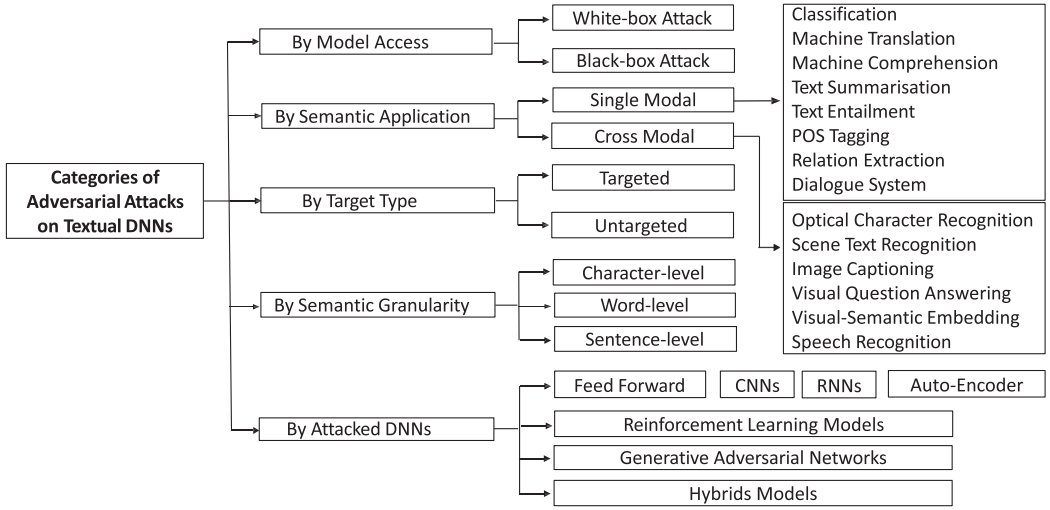 Categories of
Adversarial Attacks
on Textual DNNs
By Model Access
White-box Attack
Black-box Attack
By Semantic Application
Single Modal
Cross Modal
Classification
Machine Translation
Machine Comprehension
Text Summarisation
Text Entailment
POS Tagging
Relation Extraction
Dialogue System
Optical Character Recognition
Scene Text Recognition
Image Captioning
Visual Question Answering
Visual-Semantic Embedding
Speech Recognition
By Target Type
Targeted
Untargeted
By Semantic Granularity
Character-level
Word-level
Sentence-level
By Attacked DNNs
Feed Forward
CNNs
RNNs
Auto-Encoder
Reinforcement Learning Models
Generative Adversarial Networks
Hybrids Models